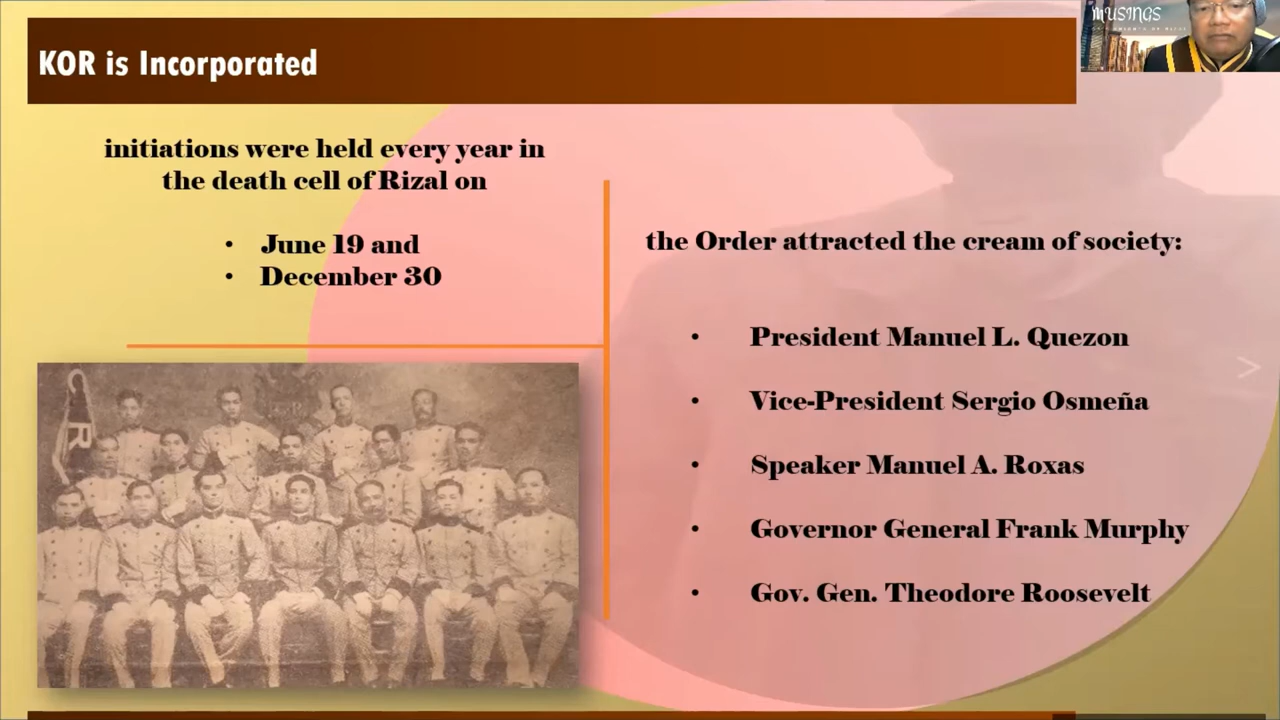 KOR is Incorporated
MUSINGS
initiations were held every year in
the death cell of Rizal on
• June 19 and
• December 30
the Order attracted the cream of society:
• President Manuel L. Quezon
• Vice-President Sergio Osmeña
• Speaker Manuel A. Roxas
• Governor General Frank Murphy
• Gov. Gen. Theodore Roosevelt
R